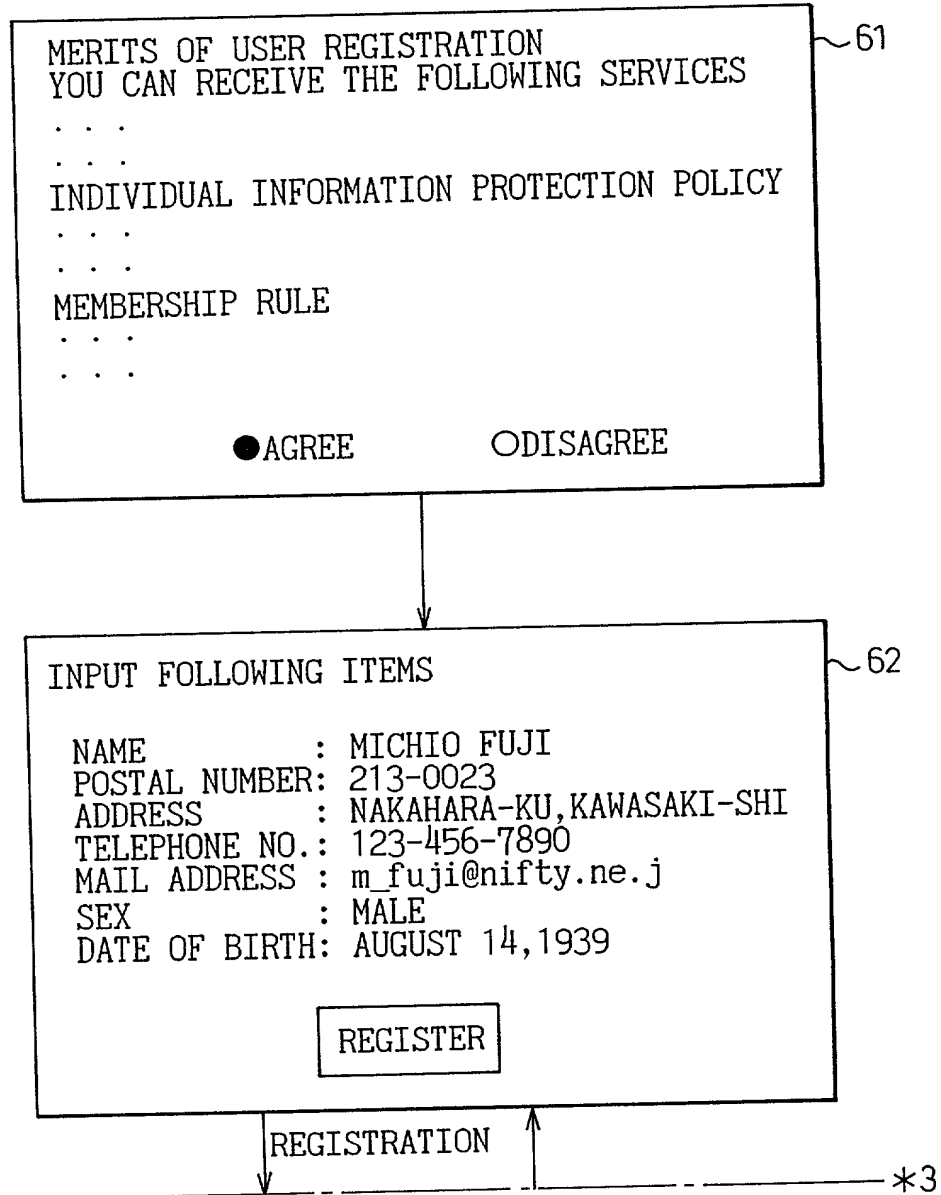 MERITS OF USER REGISTRATION
YOU CAN RECEIVE THE FOLLOWING SERVICES
. . .
. . .
INDIVIDUAL INFORMATION PROTECTION POLICY
. . .
. . .
MEMBERSHIP RULE
. . .
. . .
●AGREE ○DISAGREE
61
INPUT FOLLOWING ITEMS
62
NAME : MICHIO FUJI
POSTAL NUMBER: 213-0023
ADDRESS : NAKAHARA-KU,KAWASAKI-SHI
TELEPHONE NO.: 123-456-7890
MAIL ADDRESS : m_fuji@nifty.ne.j
SEX : MALE
DATE OF BIRTH: AUGUST 14,1939
REGISTER
REGISTRATION
*3